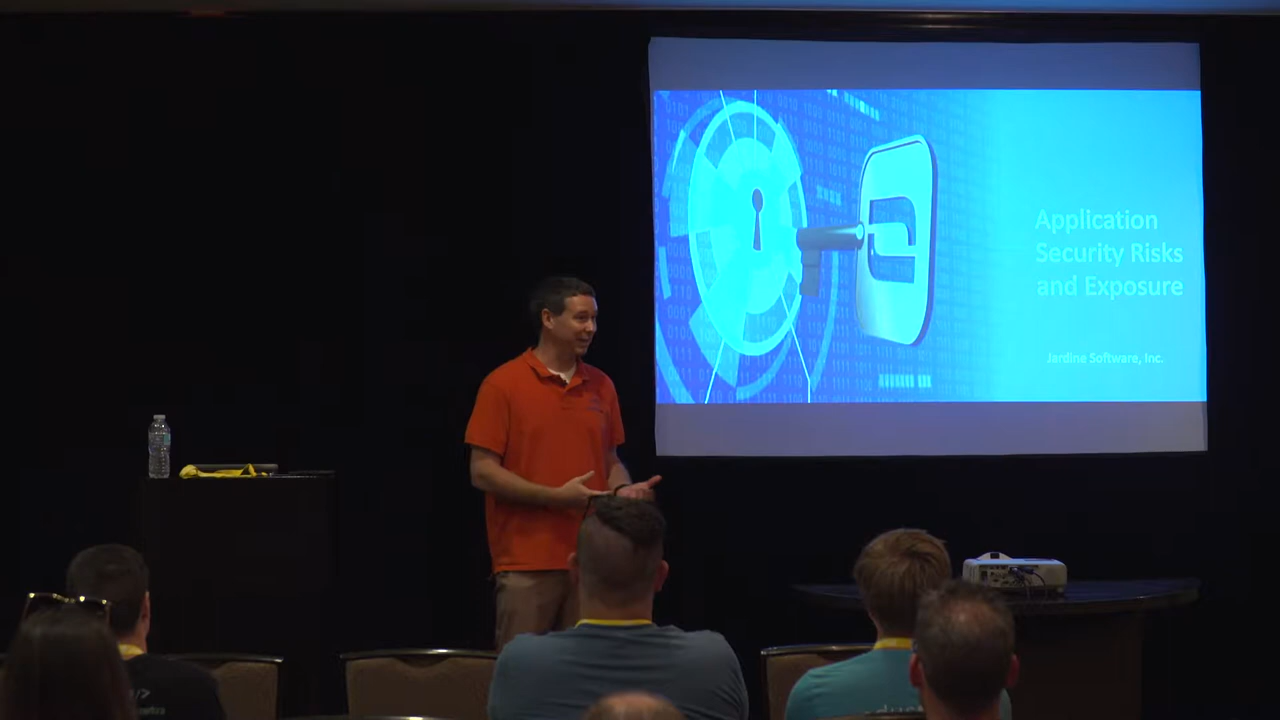 Application
Security Risks
and Exposure
Jardine Software, Inc.